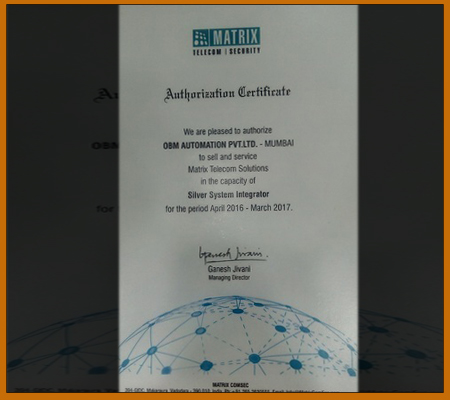 MATRIX
TELECOM | SECURITY
Authorization Certificate
We are pleased to authorize
OBM AUTOMATION PVT.LTD. - MUMBAI
to sell and service
Matrix Telecom Solutions
in the capacity of
Silver System Integrator
for the period April 2016 - March 2017.
Ganesh Jivani.
Ganesh Jivani
Managing Director
MATRIX COMSEC